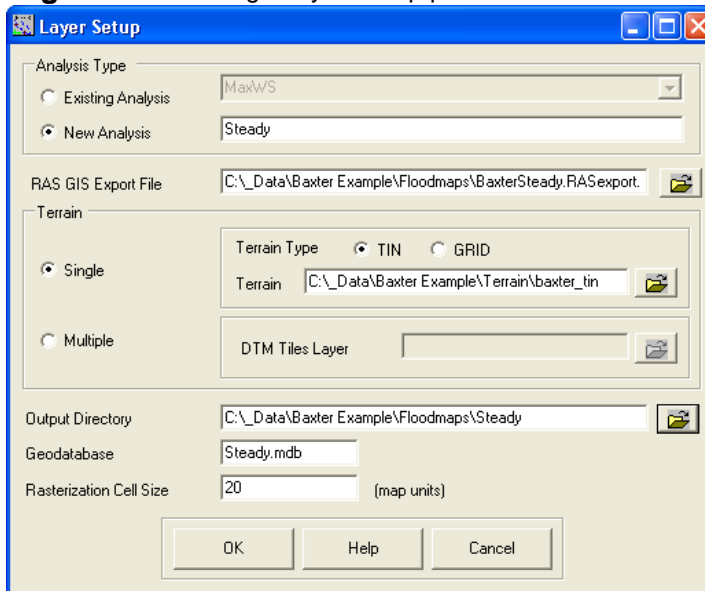 Layer Setup
Analysis Type
Existing Analysis
MaxWS
New Analysis
Steady
RAS GIS Export File
C:\_Data\Baxter Example\Floodmaps\BaxterSteady.RASexport.
Terrain
Single
Terrain Type TIN GRID
Terrain C:\_Data\Baxter Example\Terrain\baxter_tin
Multiple
DTM Tiles Layer
Output Directory C:\_Data\Baxter Example\Floodmaps\Steady
Geodatabase Steady.mdb
Rasterization Cell Size 20 (map units)
OK Help Cancel